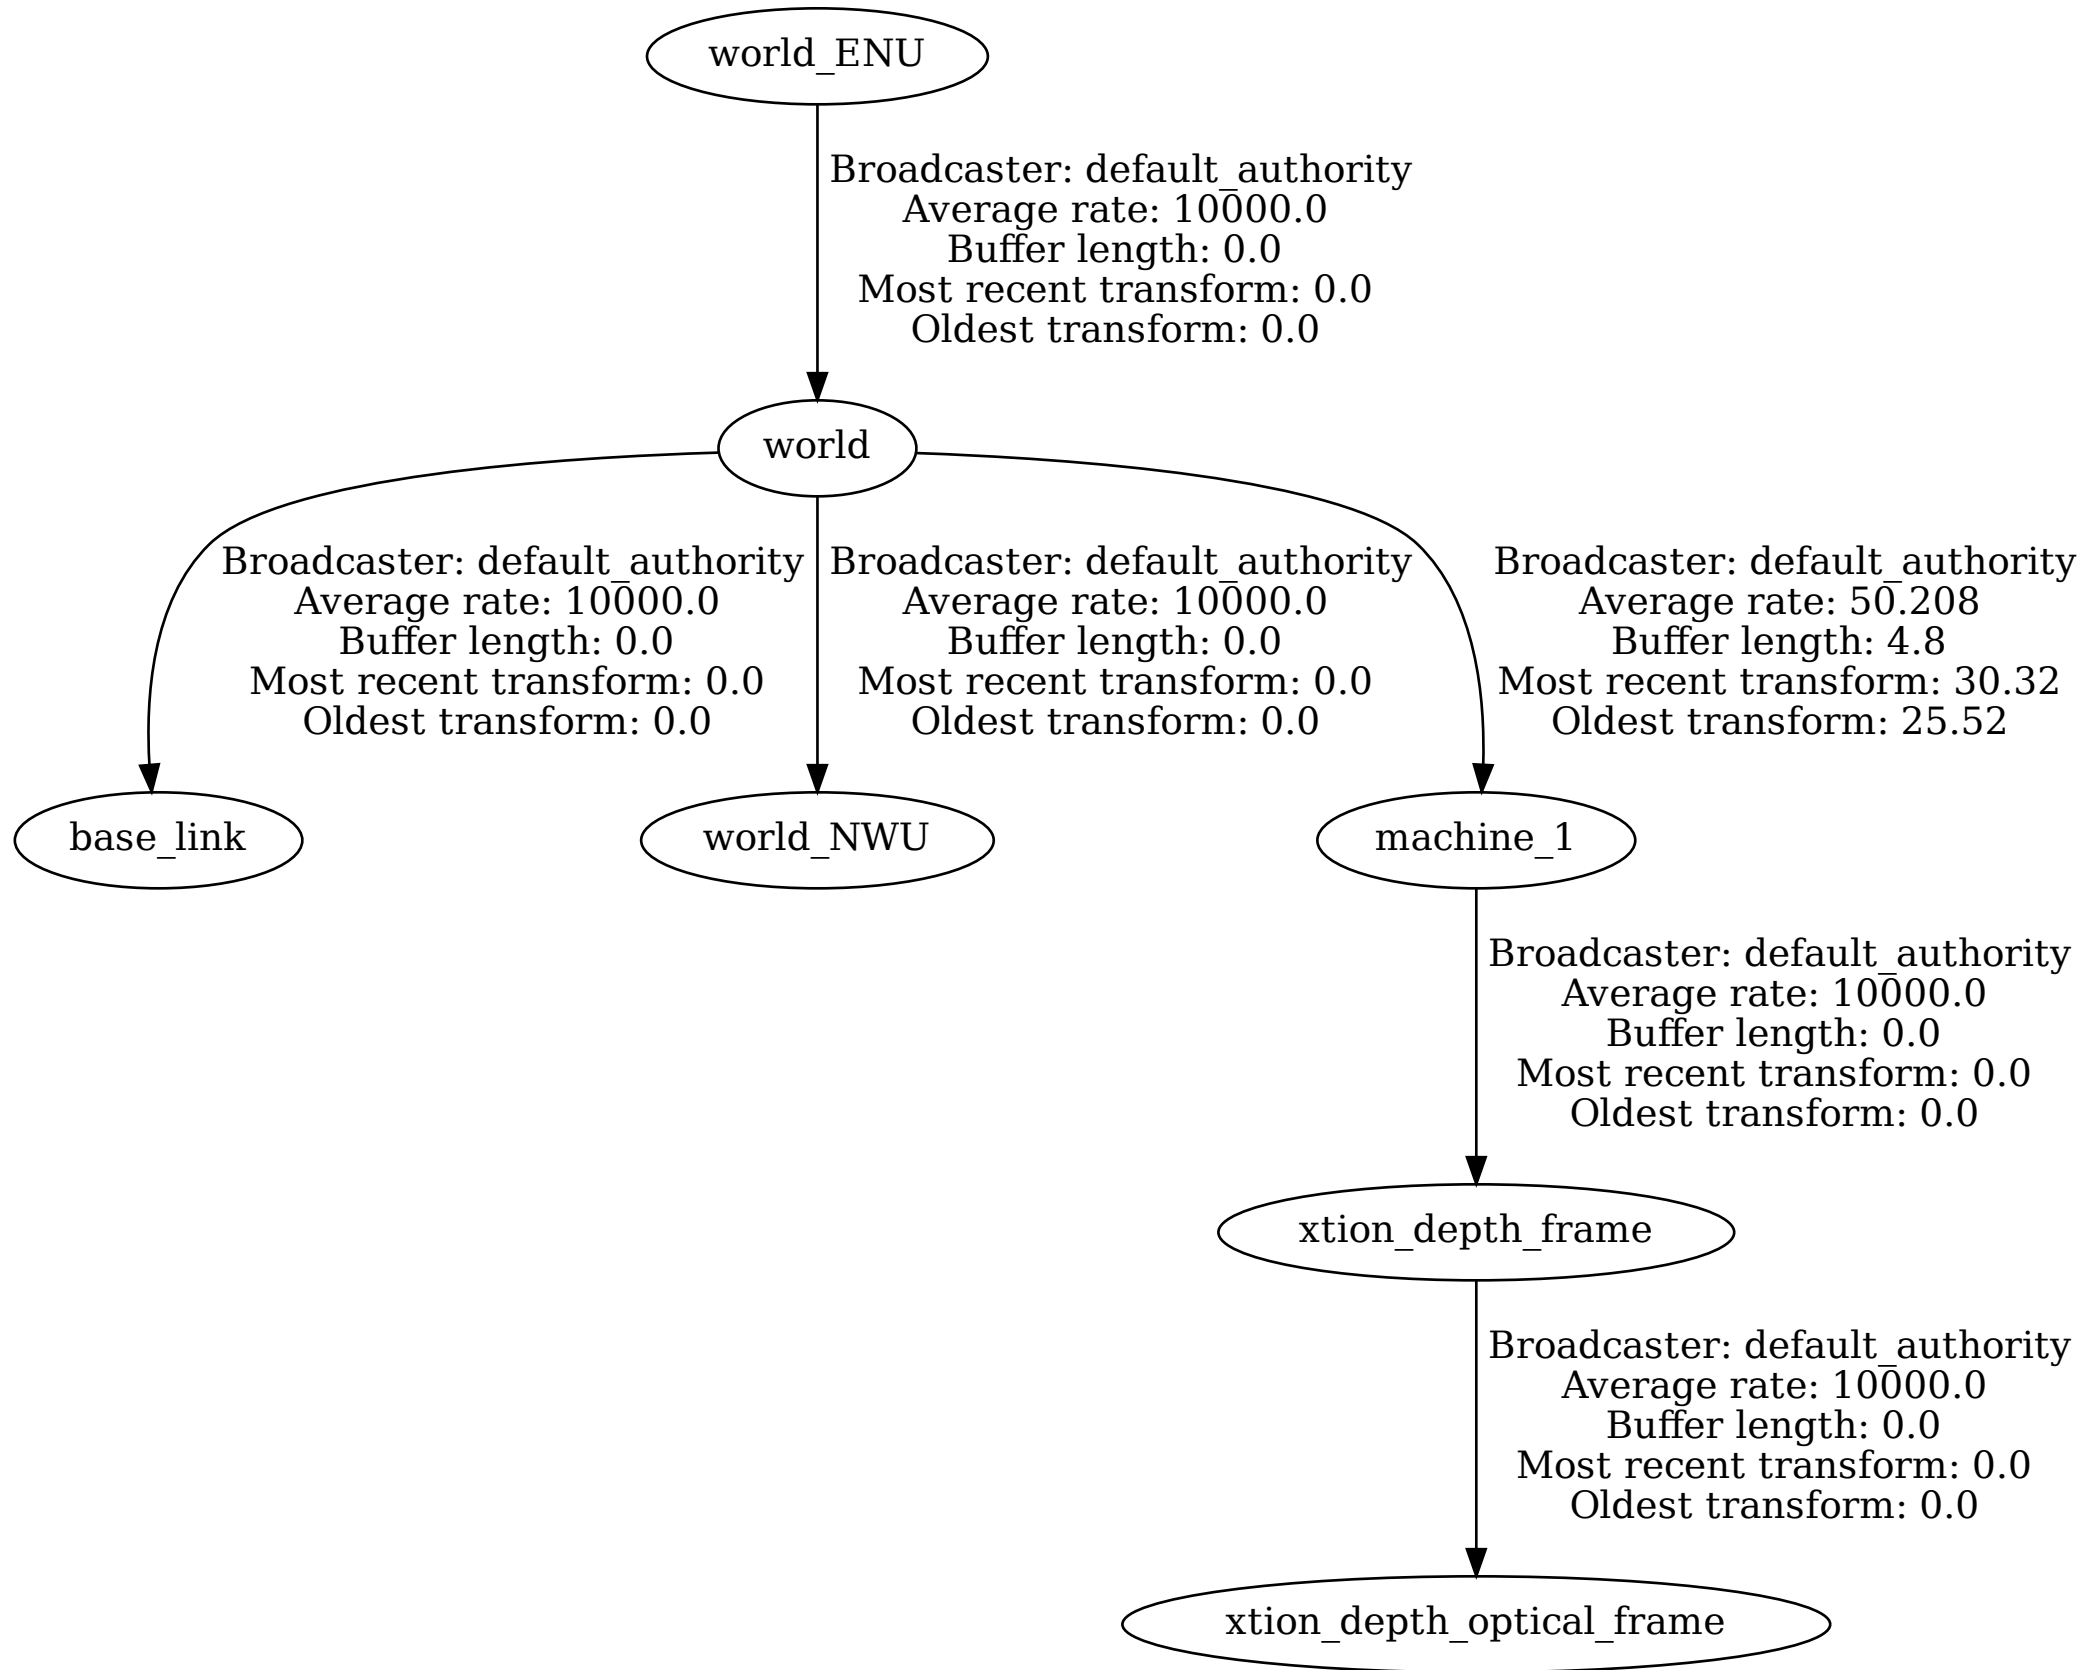 world_ENU
Broadcaster: default_authority
Average rate: 10000.0
Buffer length: 0.0
Most recent transform: 0.0
Oldest transform: 0.0
world
Broadcaster: default_authority
Average rate: 10000.0
Buffer length: 0.0
Most recent transform: 0.0
Oldest transform: 0.0
Broadcaster: default_authority
Average rate: 10000.0
Buffer length: 0.0
Most recent transform: 0.0
Oldest transform: 0.0
Broadcaster: default_authority
Average rate: 50.208
Buffer length: 4.8
Most recent transform: 30.32
Oldest transform: 25.52
base_link
world_NWU
machine_1
Broadcaster: default_authority
Average rate: 10000.0
Buffer length: 0.0
Most recent transform: 0.0
Oldest transform: 0.0
xtion_depth_frame
Broadcaster: default_authority
Average rate: 10000.0
Buffer length: 0.0
Most recent transform: 0.0
Oldest transform: 0.0
xtion_depth_optical_frame